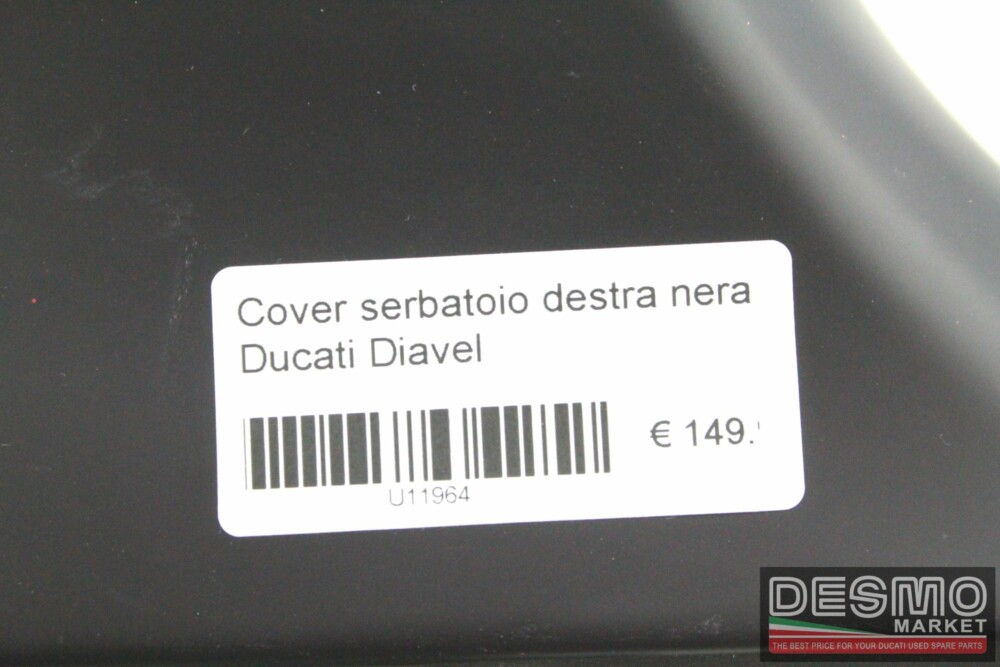 Cover serbatoio destra nera
Ducati Diavel
€ 149.
U11964
DESMO
MARKET
THE BEST PRICE FOR YOUR DUCATI USED SPARE PARTS